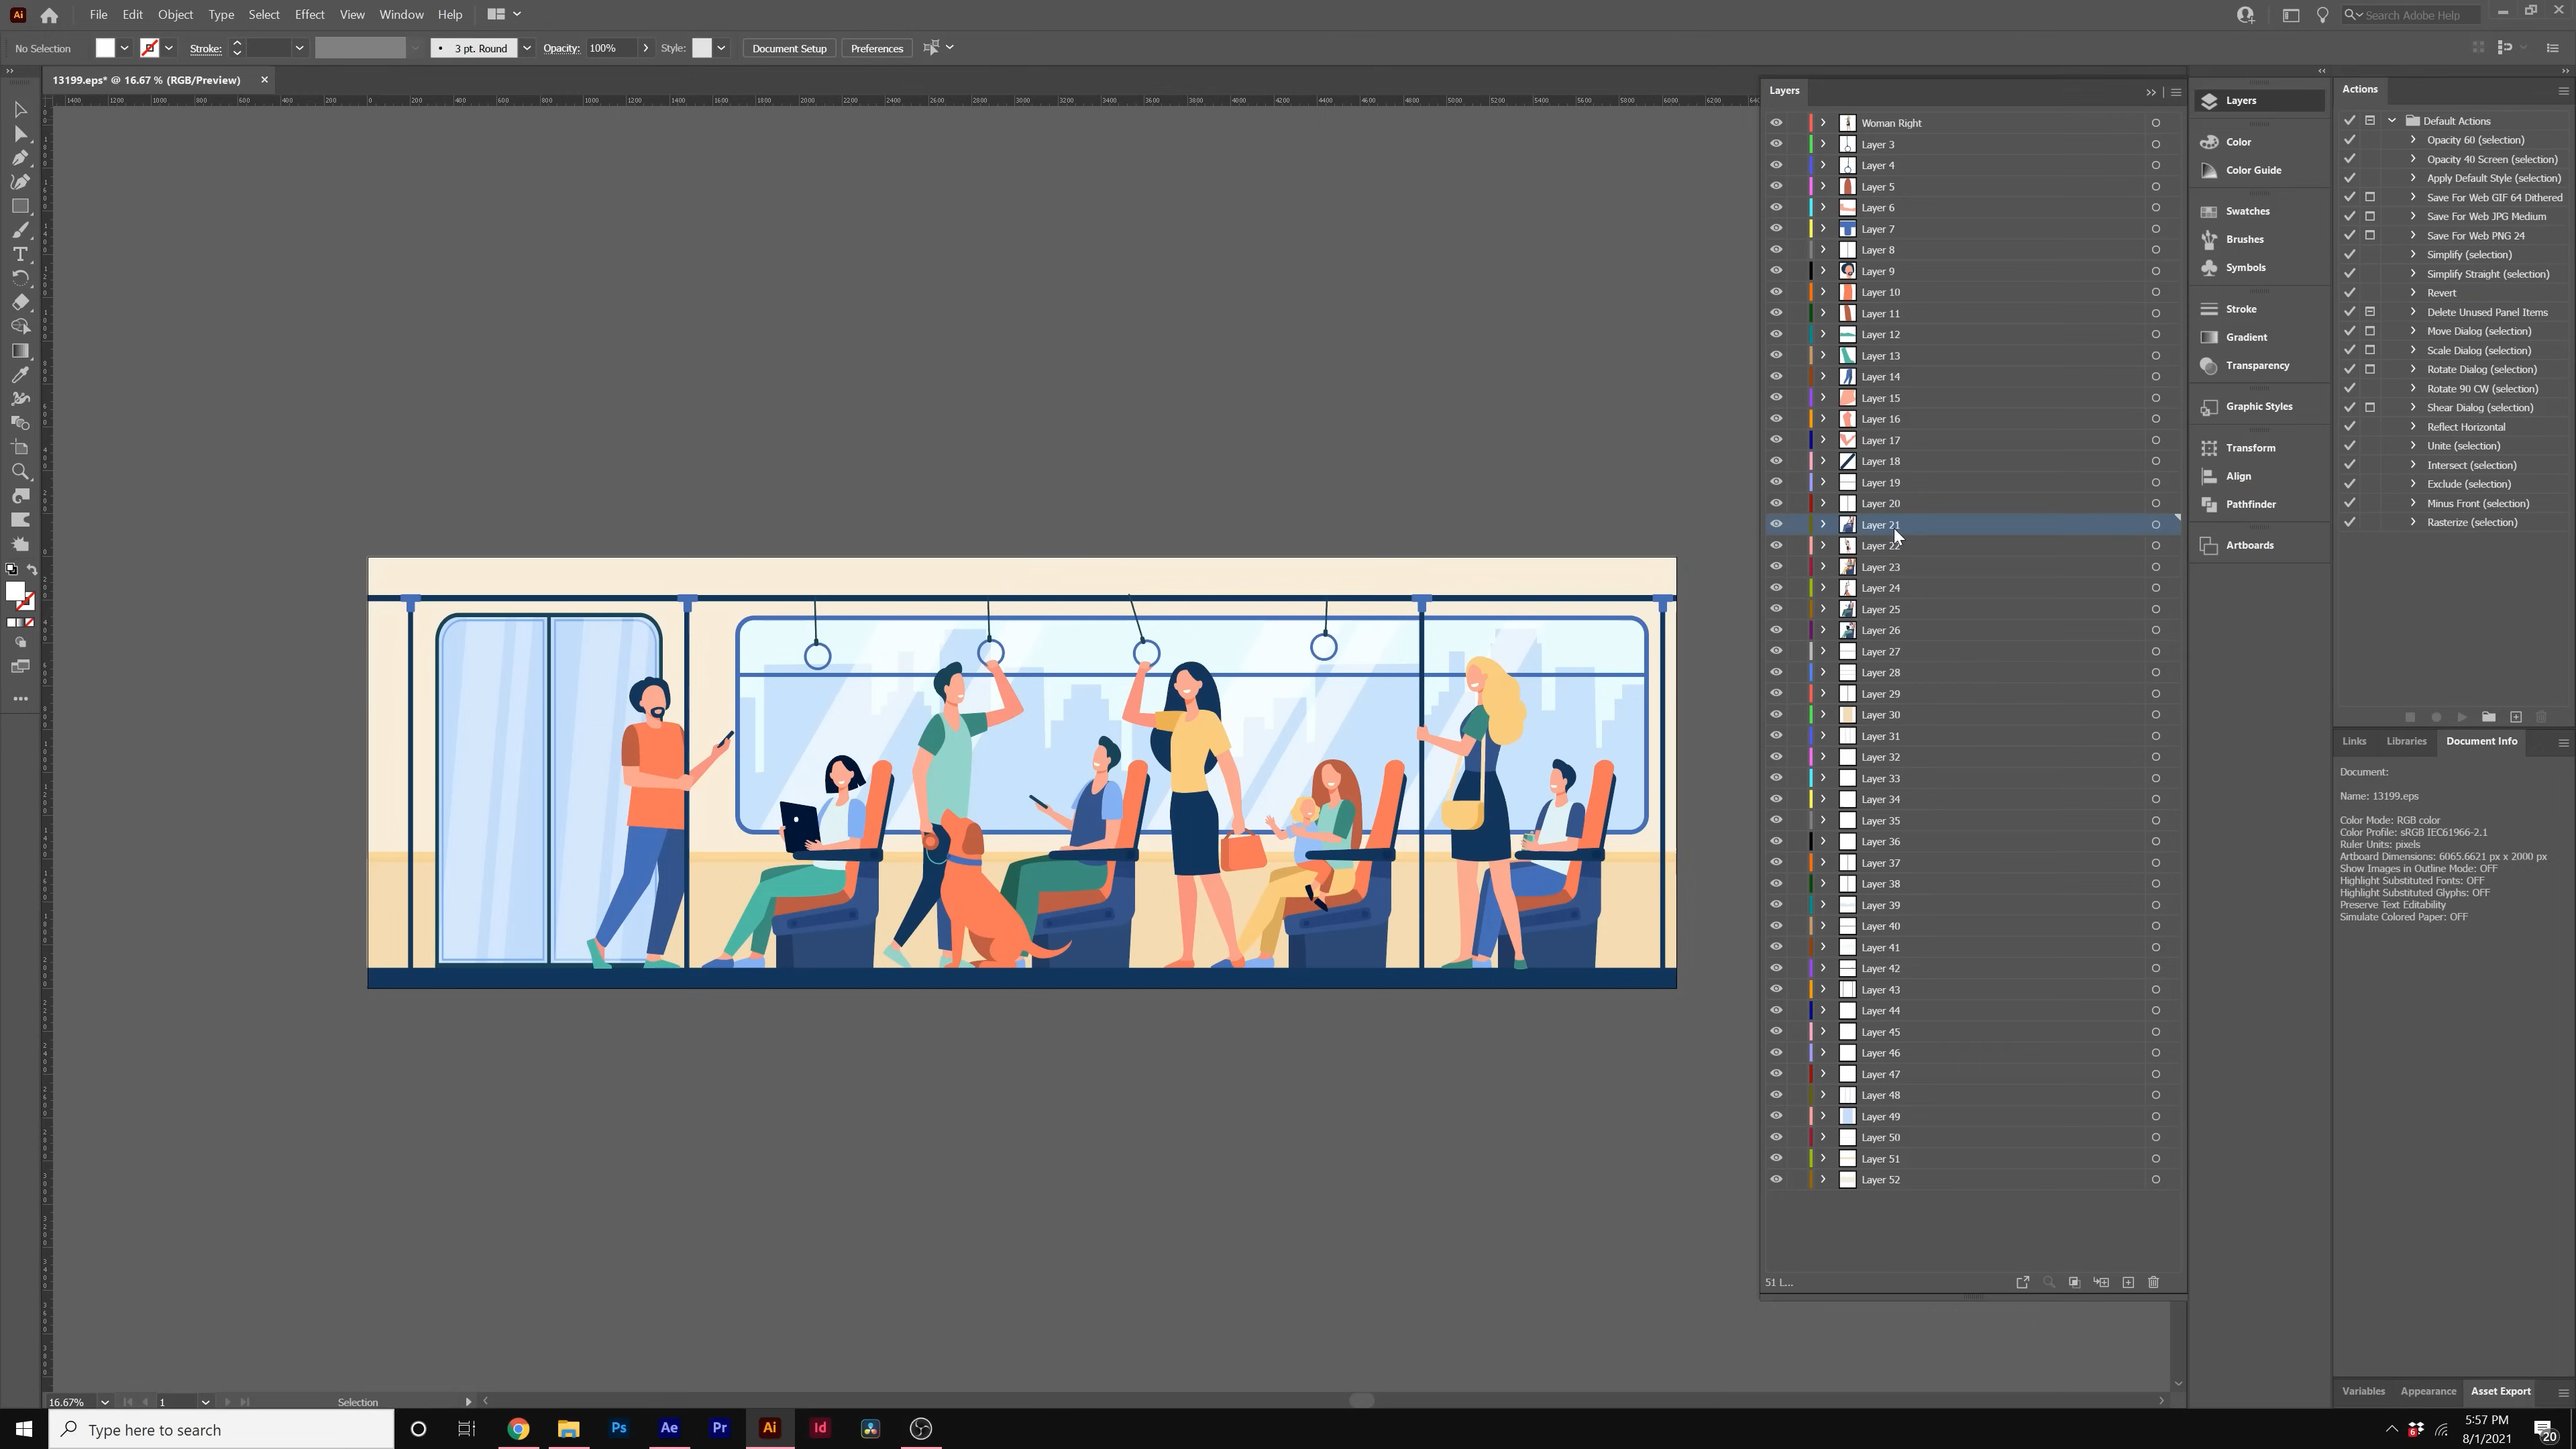 Ai File Edit Object Type Select Effect View Window Help
Search Adobe Help
No Selection
Stroke:
3 pt. Round
Opacity: 100%
Style:
Document Setup
Preferences
13199.eps* @ 16.67 % (RGB/Preview)
Layers
Woman Right
Layer 3
Layer 4
Layer 5
Layer 6
Layer 7
Layer 8
Layer 9
Layer 10
Layer 11
Layer 12
Layer 13
Layer 14
Layer 15
Layer 16
Layer 17
Layer 18
Layer 19
Layer 20
Layer 21
Layer 22
Layer 23
Layer 24
Layer 25
Layer 26
Layer 27
Layer 28
Layer 29
Layer 30
Layer 31
Layer 32
Layer 33
Layer 34
Layer 35
Layer 36
Layer 37
Layer 38
Layer 39
Layer 40
Layer 41
Layer 42
Layer 43
Layer 44
Layer 45
Layer 46
Layer 47
Layer 48
Layer 49
Layer 50
Layer 51
Layer 52
51 L...
Layers
Color
Color Guide
Swatches
Brushes
Symbols
Stroke
Gradient
Transparency
Graphic Styles
Transform
Align
Pathfinder
Artboards
Actions
Default Actions
Opacity 60 (selection)
Opacity 40 Screen (selection)
Apply Default Style (selection)
Save For Web GIF 64 Dithered
Save For Web JPG Medium
Save For Web PNG 24
Simplify (selection)
Simplify Straight (selection)
Revert
Delete Unused Panel Items
Move Dialog (selection)
Scale Dialog (selection)
Rotate Dialog (selection)
Rotate 90 CW (selection)
Shear Dialog (selection)
Reflect Horizontal
Unite (selection)
Intersect (selection)
Exclude (selection)
Minus Front (selection)
Rasterize (selection)
Links Libraries Document Info
Document:
Name: 13199.eps
Color Mode: RGB color
Color Profile: sRGB IEC61966-2.1
Ruler Units: pixels
Artboard Dimensions: 6065.6621 px x 2000 px
Show Images in Outline Mode: OFF
Highlight Substituted Fonts: OFF
Highlight Substituted Glyphs: OFF
Preserve Text Editability
Simulate Colored Paper: OFF
Variables Appearance Asset Export
16.67%
1
Selection
Type here to search
Ps
Ae
Pr
Ai
Id
5:57 PM
8/1/2021
20